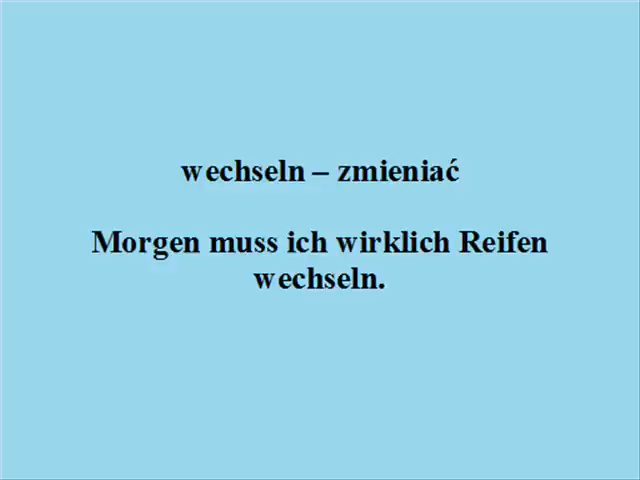 wechseln – zmieniać
Morgen muss ich wirklich Reifen
wechseln.